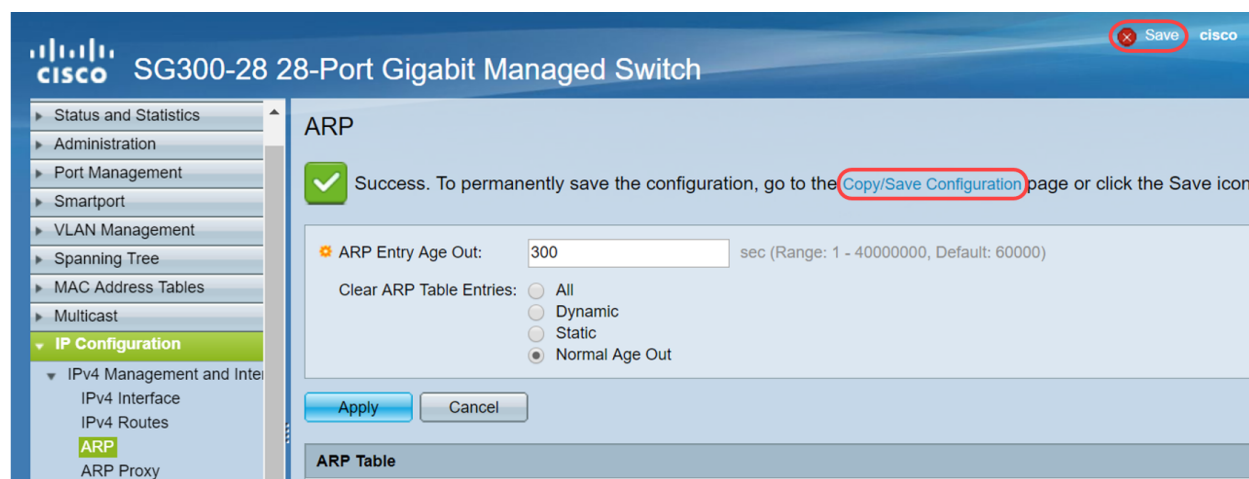 Save cisco
CISCO SG300-28 28-Port Gigabit Managed Switch
Status and Statistics
Administration
Port Management
Smartport
VLAN Management
Spanning Tree
MAC Address Tables
Multicast
IP Configuration
IPv4 Management and Inter
IPv4 Interface
IPv4 Routes
ARP
ARP Proxy
ARP
Success. To permanently save the configuration, go to the Copy/Save Configuration page or click the Save icon
ARP Entry Age Out: 300 sec (Range: 1 - 40000000, Default: 60000)
Clear ARP Table Entries: All
Dynamic
Static
Normal Age Out
Apply Cancel
ARP Table